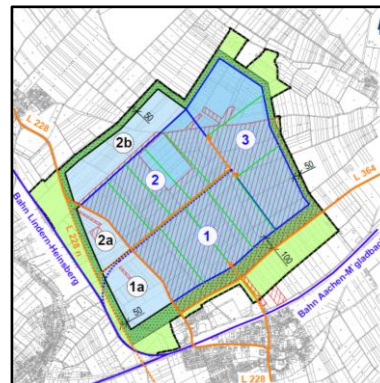 50
2b
L 228
3
2
50
Bahn Lindern-Heinsberg
L 364
2a
1
L 228 n
100
1a
50
Bahn Aachen-M'gladbach
L 228